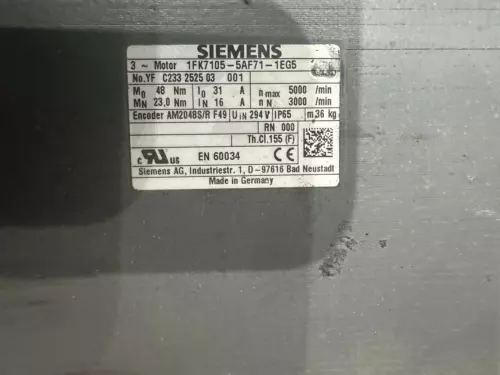 SIEMENS
3 ~ Motor 1FK7105-5AF71-1EG5
No.YF C233 2525 03 001
M0 48 Nm I0 31 A nmax 5000 /min
MN 23,0 Nm IN 16 A nN 3000 /min
Encoder AM2048S/R F49 UIN 294 V IP65 m 36 kg
RN 000
Th.Cl.155 (F)
c RU US EN 60034 CE
Siemens AG, Industriestr. 1, D-97616 Bad Neustadt
Made in Germany